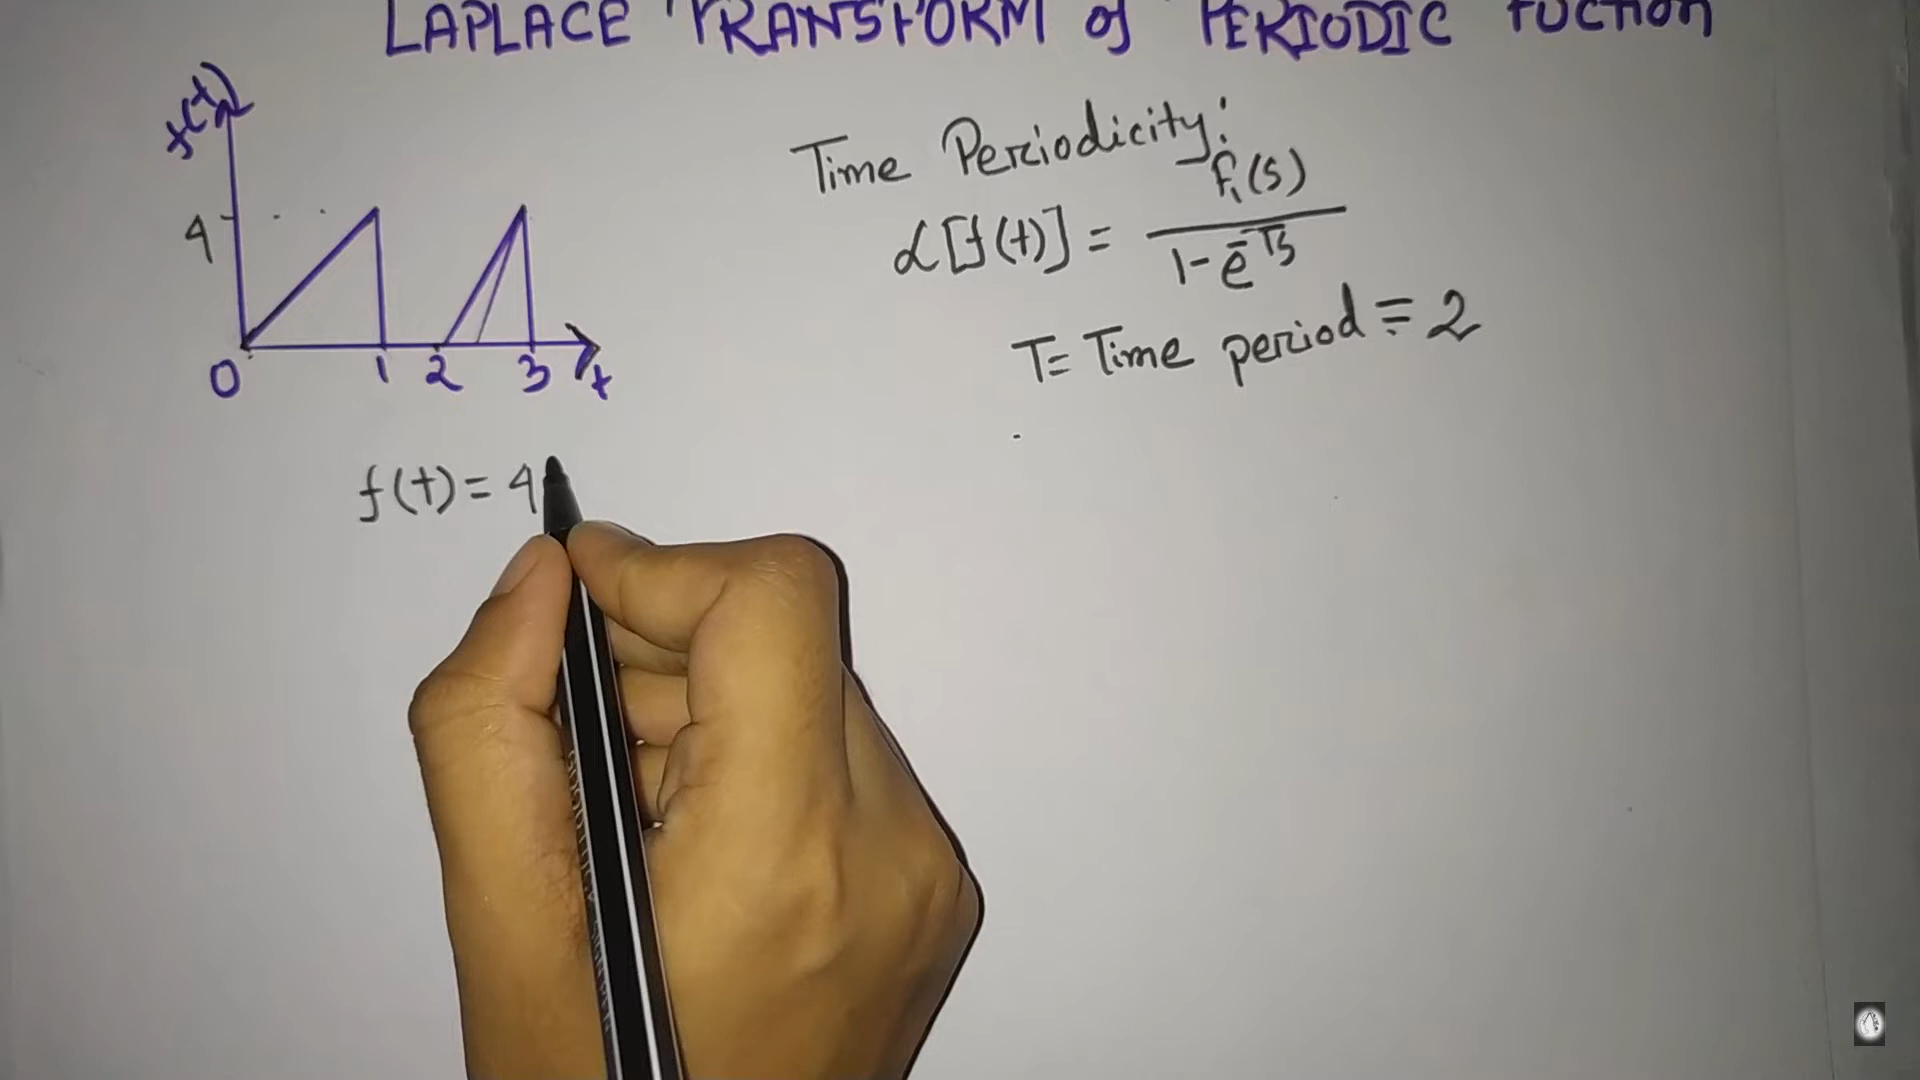 LAPLACE TRANSFORM of PERIODIC FUCTION
f(t)
4
0 1 2 3 t
Time Periodicity:
L[f(t)] = F₁(s) / 1-e^-Ts
T = Time period = 2
f(t) = 4